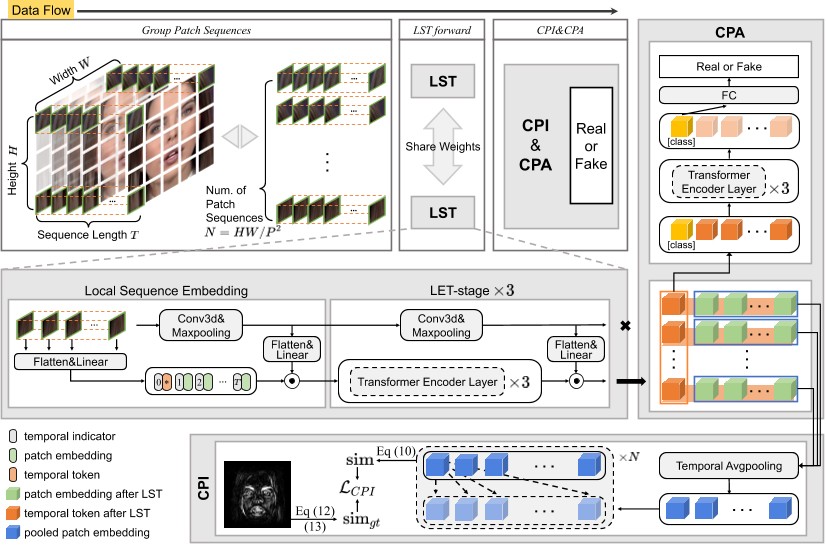 Data Flow
Group Patch Sequences
LST forward
CPI&CPA
CPA
Width W
Height H
Sequence Length T
Num. of
Patch
Sequences
N = HW/P²
LST
Share Weights
LST
CPI
&
CPA
Real
or
Fake
Real or Fake
FC
[class]
Transformer
Encoder Layer
×3
[class]
Local Sequence Embedding
LET-stage ×3
Conv3d&
Maxpooling
Conv3d&
Maxpooling
Flatten&
Linear
Flatten&
Linear
Flatten&Linear
0 * 1 2 ... T
Transformer Encoder Layer
×3
temporal indicator
patch embedding
temporal token
patch embedding after LST
temporal token after LST
pooled patch embedding
CPI
Eq (12)
(13)
sim
Eq (10)
L_CPI
sim_gt
×N
Temporal Avgpooling